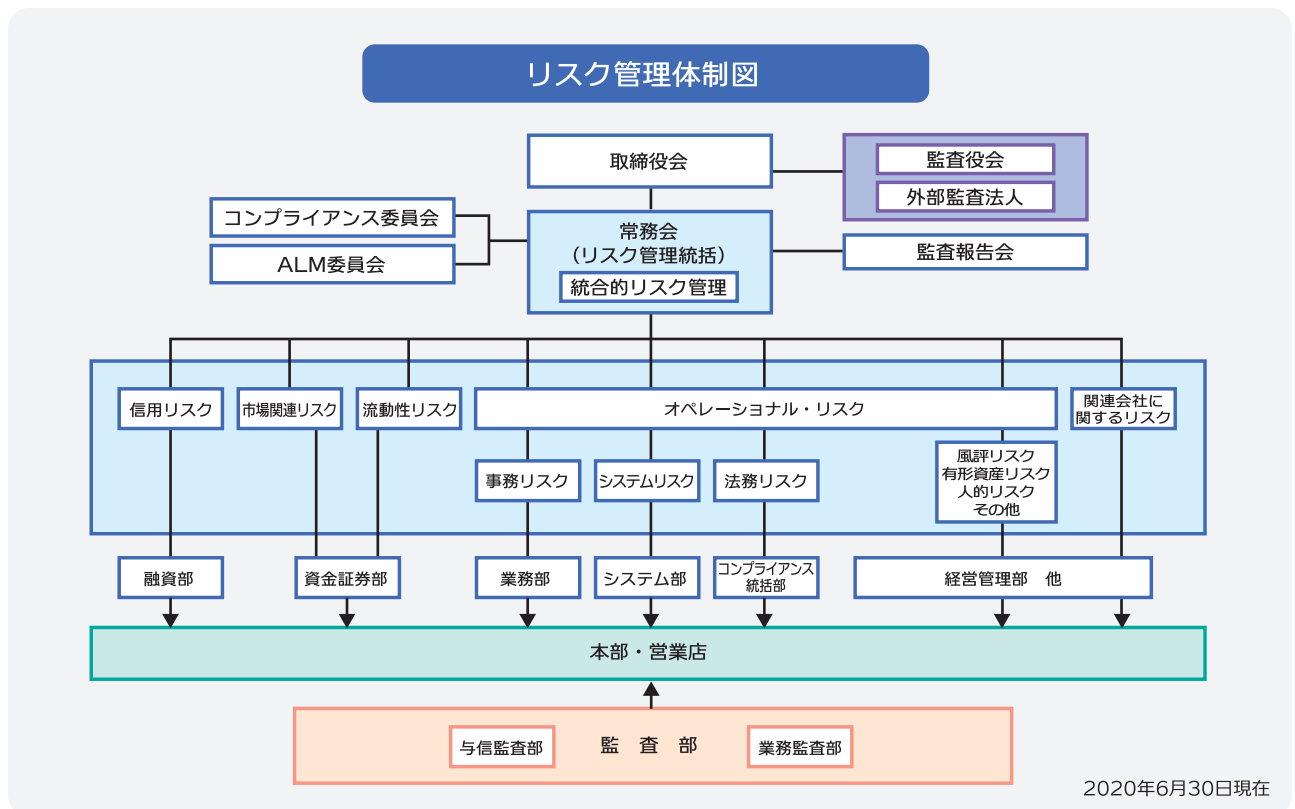 リスク管理体制図
取締役会
監査役会
外部監査法人
コンプライアンス委員会
ALM委員会
常務会
（リスク管理統括）
統合的リスク管理
監査報告会
信用リスク
市場関連リスク
流動性リスク
オペレーショナル・リスク
関連会社に
関するリスク
事務リスク
システムリスク
法務リスク
風評リスク
有形資産リスク
人的リスク
その他
融資部
資金証券部
業務部
システム部
コンプライアンス
統括部
経営管理部　他
本部・営業店
与信監査部
監　査　部
業務監査部
2020年6月30日現在